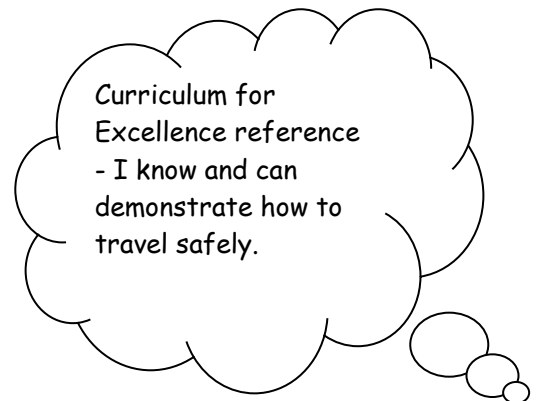 Curriculum for
Excellence reference
- I know and can
demonstrate how to
travel safely.